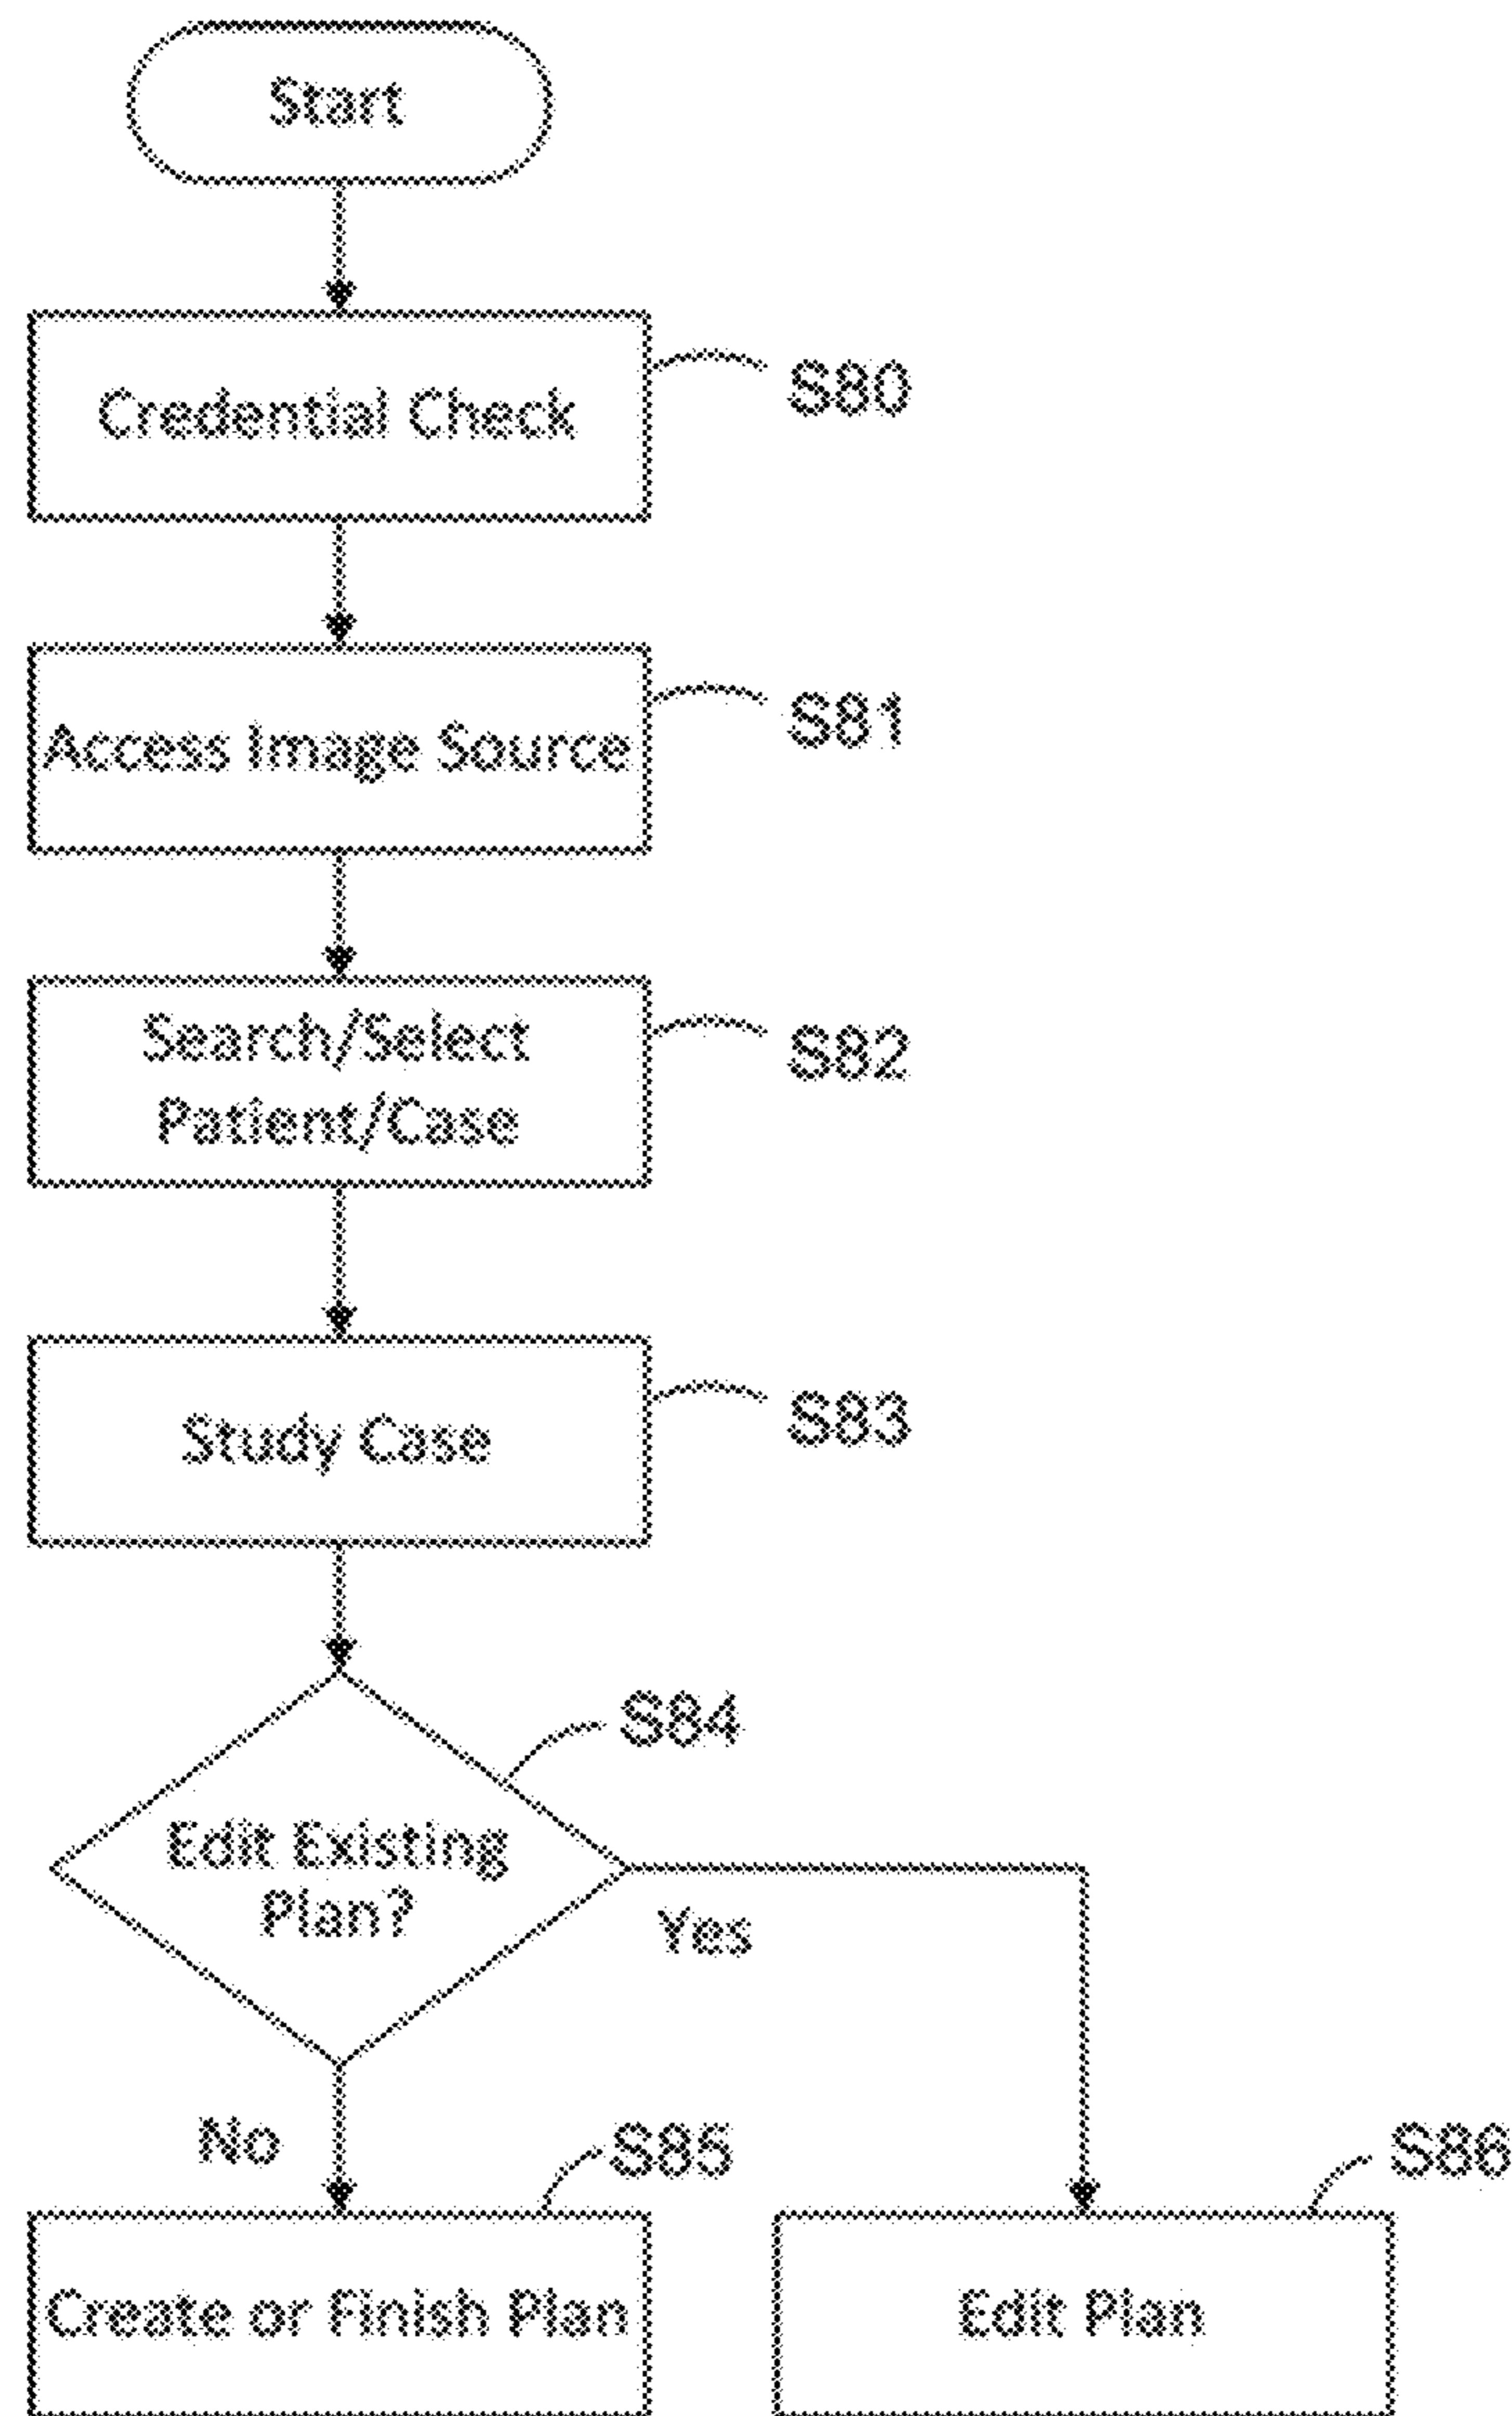 Start
Credential Check
S80
Access Image Source
S81
Search/Select
Patient/Case
S82
Study Case
S83
S84
Edit Existing
Plan?
Yes
No
S85
S86
Create or Finish Plan
Edit Plan